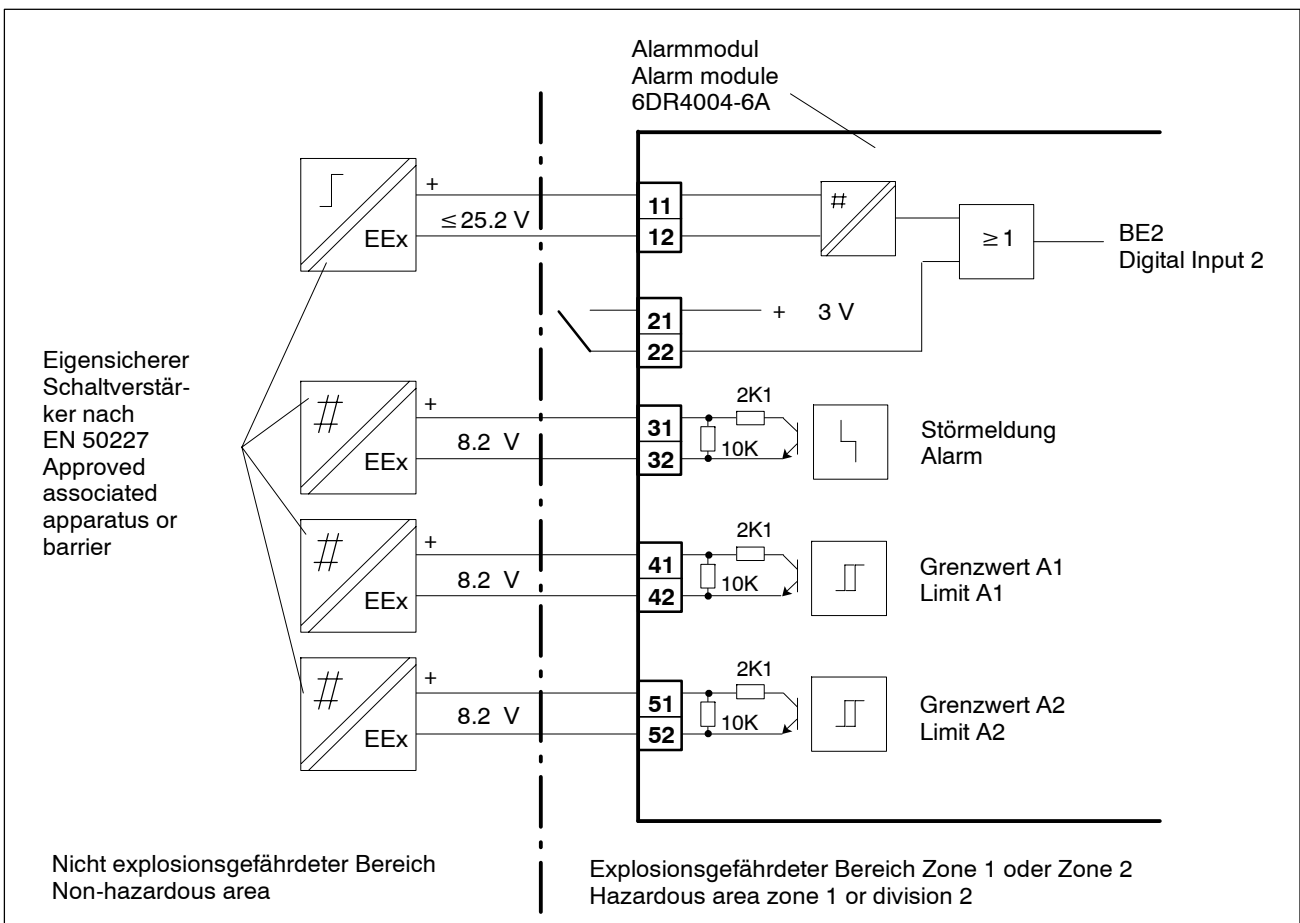 Alarmmodul
Alarm module
6DR4004-6A
+
≤25.2 V
EEx
11
12
#
≥1
BE2
Digital Input 2
21
22
+ 3 V
Eigensicherer
Schaltverstär-
ker nach
EN 50227
Approved
associated
apparatus or
barrier
#
EEx
+
8.2 V
31
32
2K1
10K
Störmeldung
Alarm
#
EEx
+
8.2 V
41
42
2K1
10K
Grenzwert A1
Limit A1
#
EEx
+
8.2 V
51
52
2K1
10K
Grenzwert A2
Limit A2
Nicht explosionsgefährdeter Bereich
Non-hazardous area
Explosionsgefährdeter Bereich Zone 1 oder Zone 2
Hazardous area zone 1 or division 2